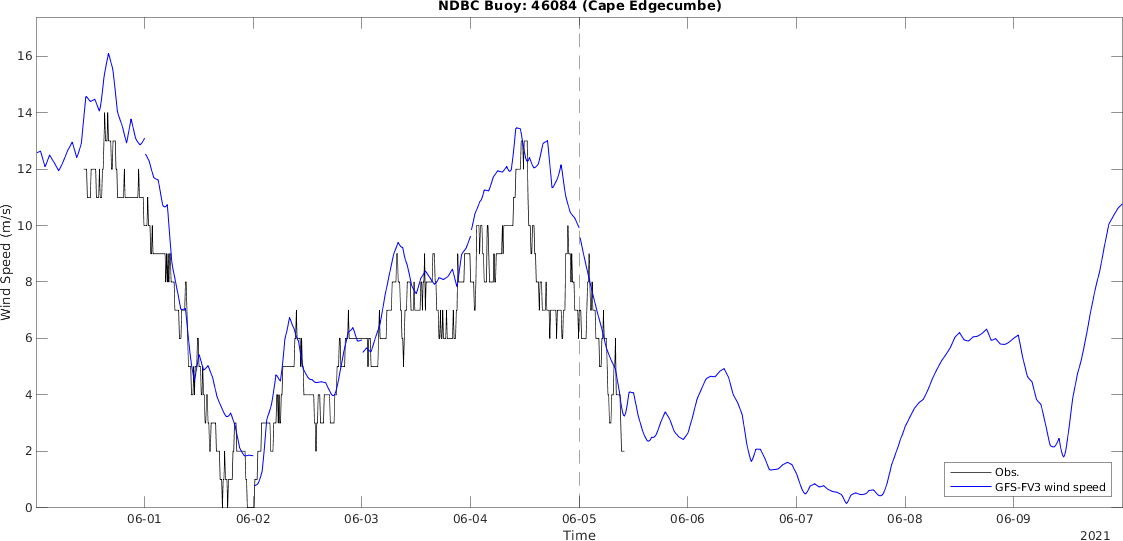 NDBC Buoy: 46084 (Cape Edgecumbe)
Wind Speed (m/s)
16
14
12
10
8
6
4
2
0
Obs.
GFS-FV3 wind speed
06-01 06-02 06-03 06-04 06-05 06-06 06-07 06-08 06-09
Time
2021